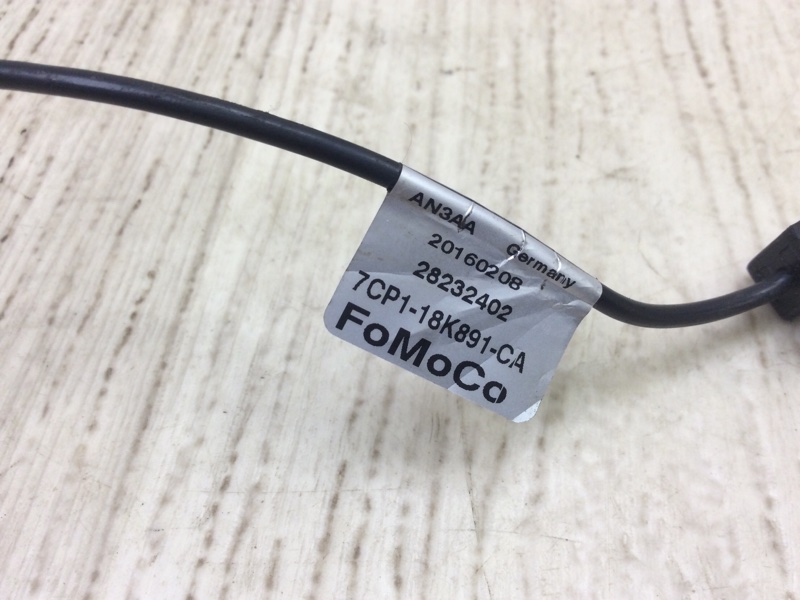 AN3AA Germany
20160208
28232402
7CP1-18K891-CA
FoMoCo